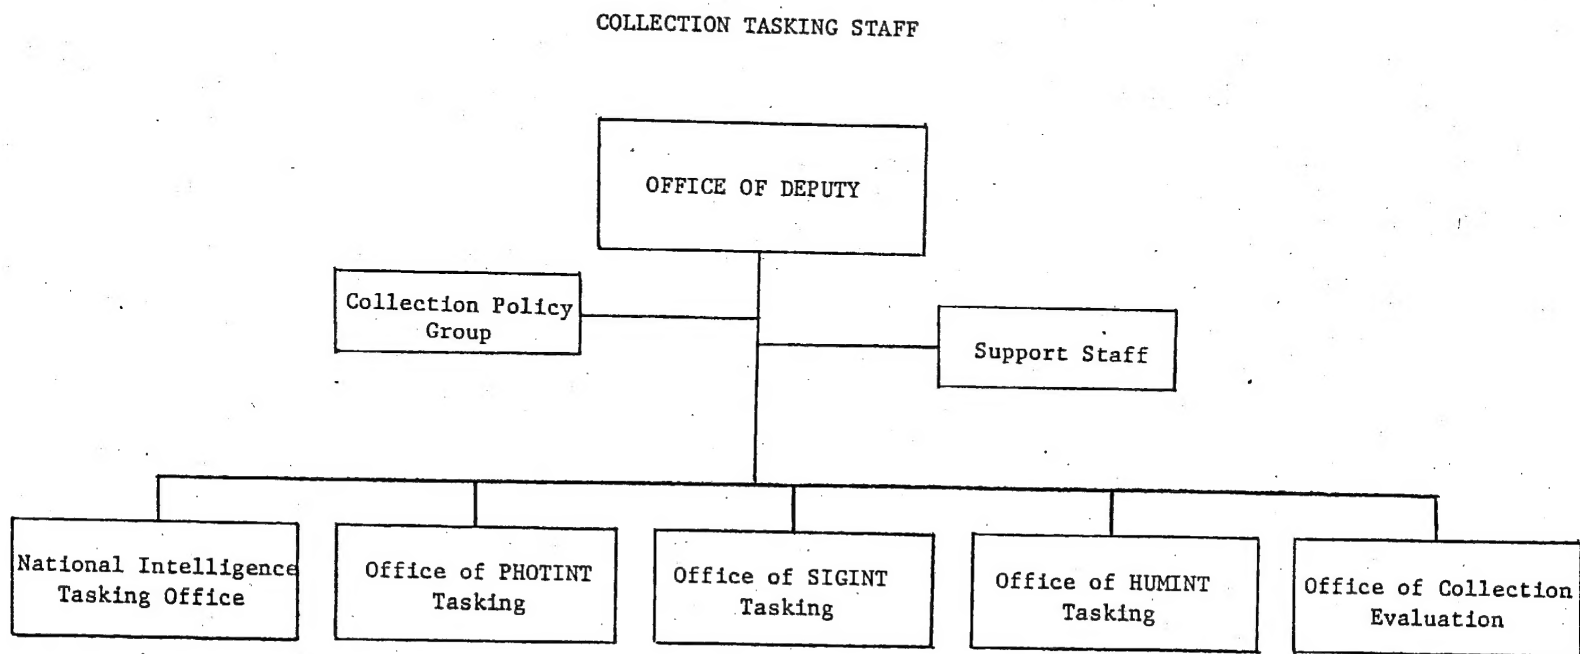 COLLECTION TASKING STAFF
OFFICE OF DEPUTY
Collection Policy
Group
Support Staff
National Intelligence
Tasking Office
Office of PHOTINT
Tasking
Office of SIGINT
Tasking
Office of HUMINT
Tasking
Office of Collection
Evaluation